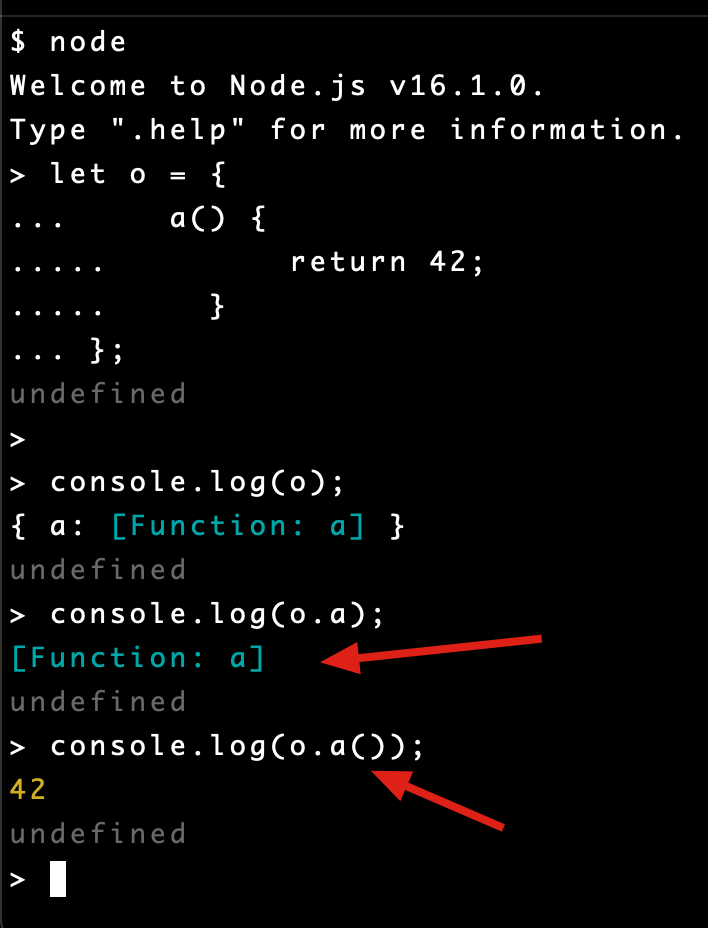 $ node
Welcome to Node.js v16.1.0.
Type ".help" for more information.
> let o = {
...     a() {
.....         return 42;
.....     }
... };
undefined
>
> console.log(o);
{ a: [Function: a] }
undefined
> console.log(o.a);
[Function: a]
undefined
> console.log(o.a());
42
undefined
>